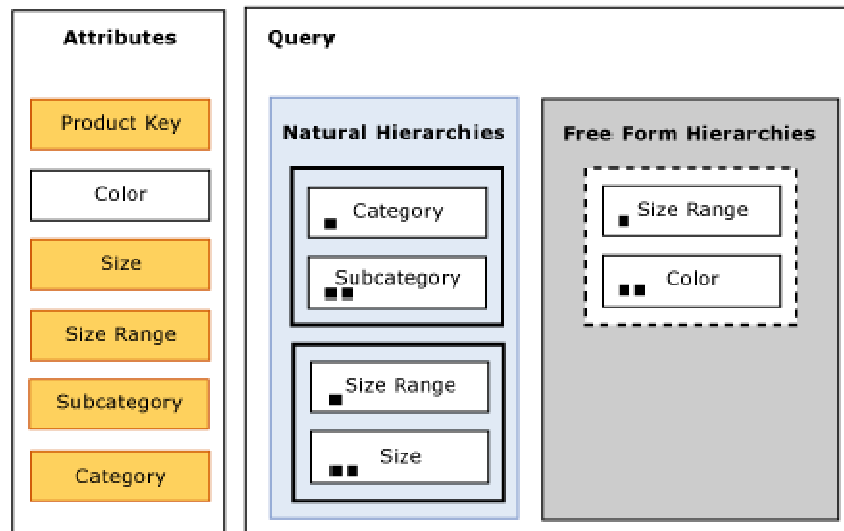 Attributes
Product Key
Color
Size
Size Range
Subcategory
Category
Query
Natural Hierarchies
Category
Subcategory
Size Range
Size
Free Form Hierarchies
Size Range
Color